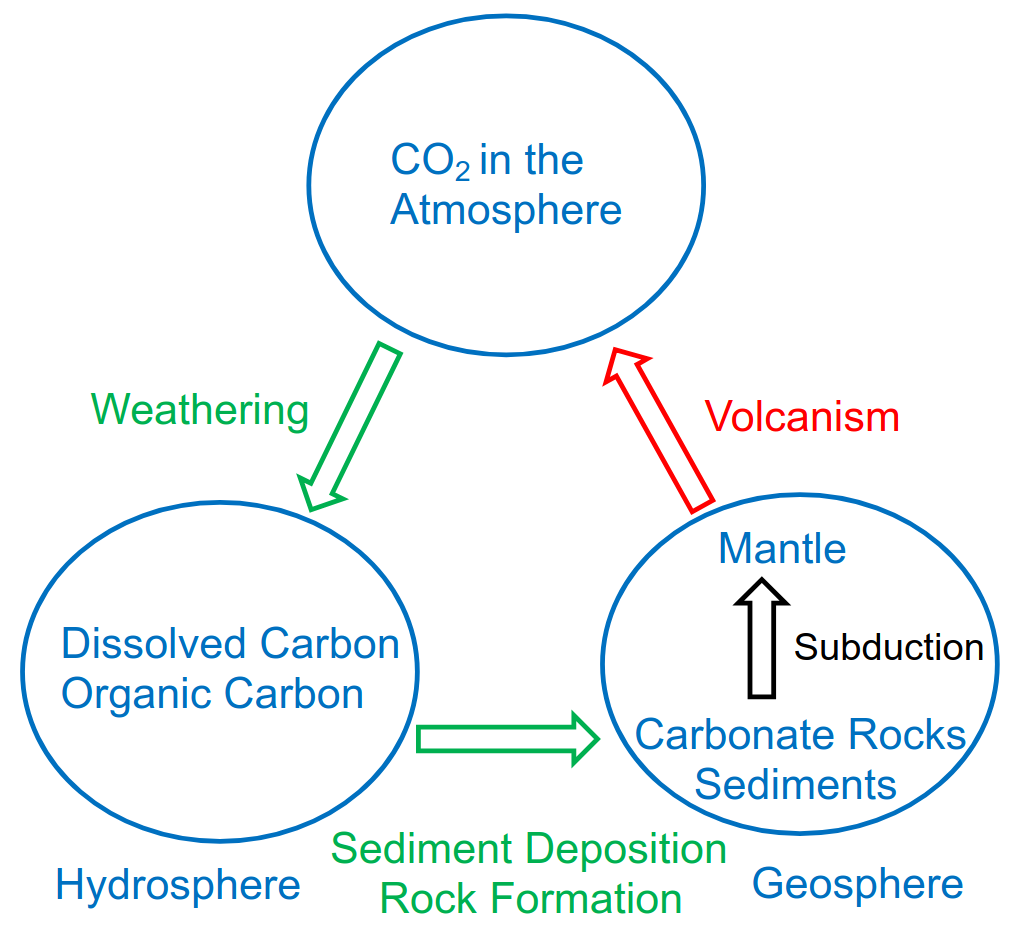 CO₂ in the
Atmosphere
Weathering
Volcanism
Mantle
Subduction
Dissolved Carbon
Organic Carbon
Carbonate Rocks
Sediments
Sediment Deposition
Rock Formation
Hydrosphere
Geosphere